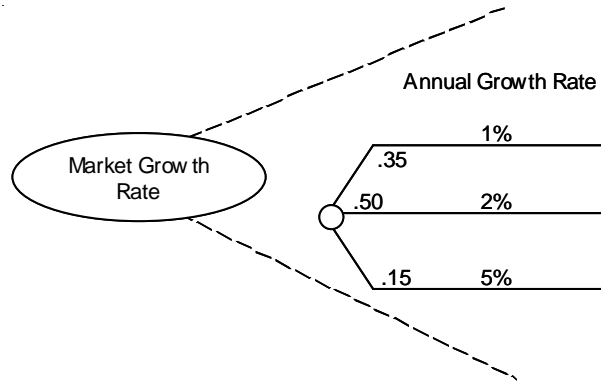 Annual Growth Rate
Market Growth
Rate
1%
.35
.50
2%
.15
5%